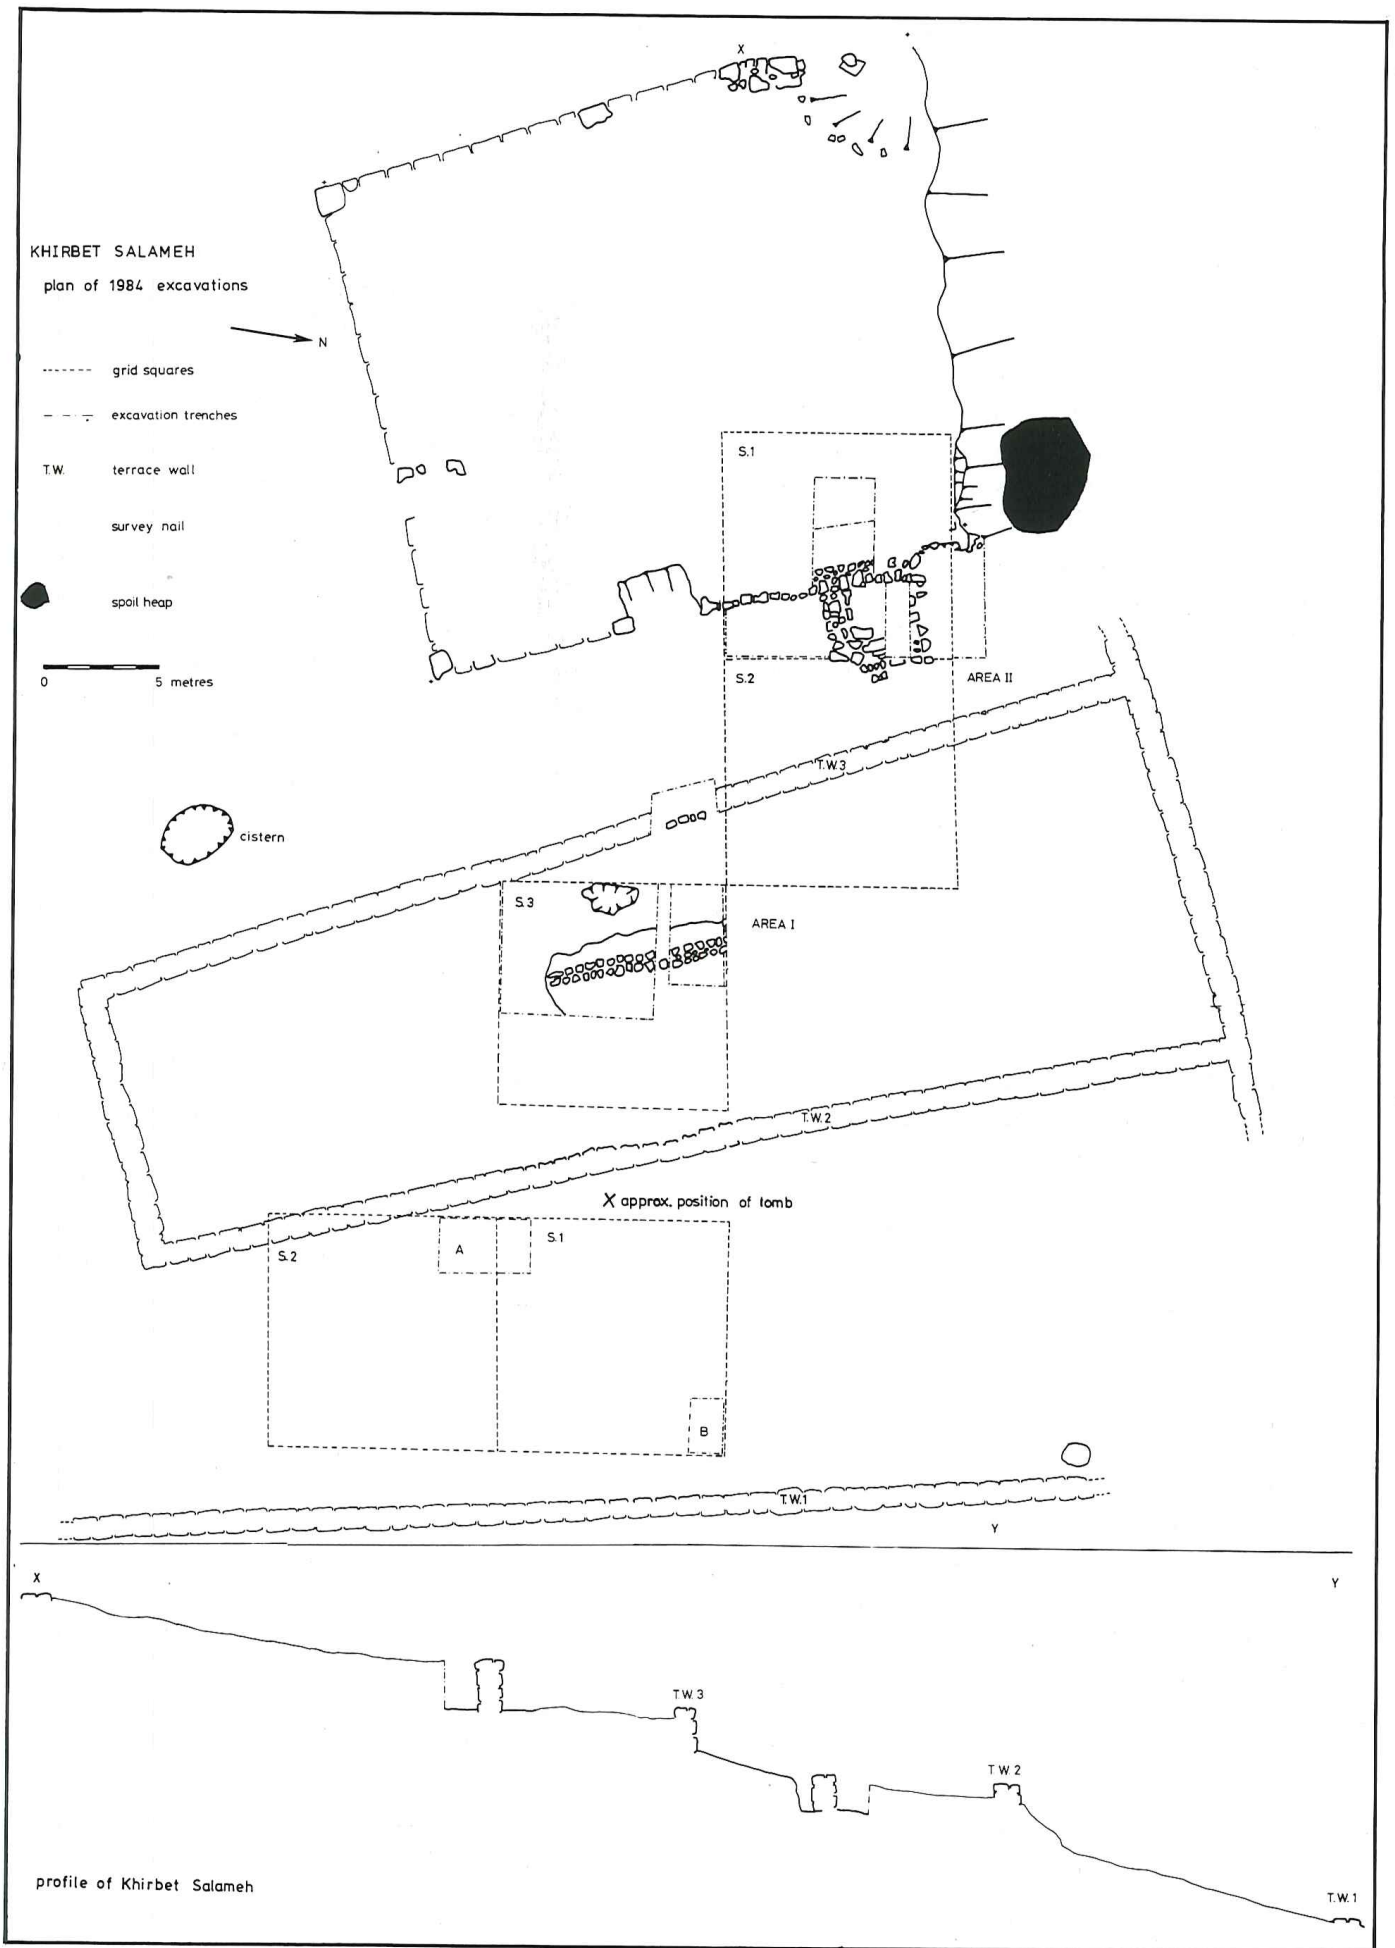 X
KHIRBET SALAMEH
plan of 1984 excavations
N
grid squares
excavation trenches
T.W. terrace wall
survey nail
spoil heap
0 5 metres
S.1
S.2
AREA II
T.W.3
cistern
S.3
AREA I
T.W.2
X approx. position of tomb
S.2
A
S.1
B
T.W.1
Y
X
Y
T.W.3
T.W.2
profile of Khirbet Salameh
T.W.1